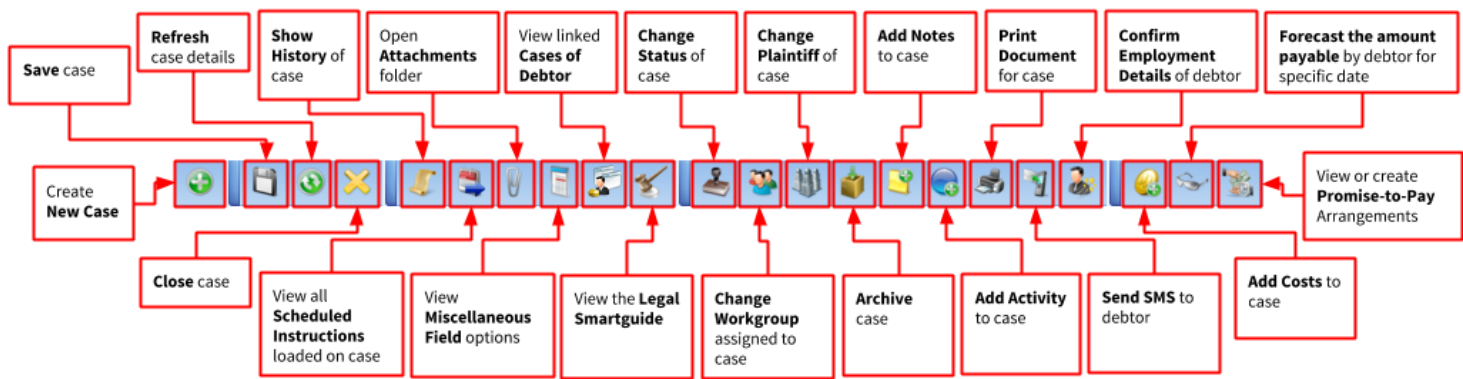 Save case
Refresh
case details
Show
History of
case
Open
Attachments
folder
View linked
Cases of
Debtor
Change
Status of
case
Change
Plaintiff of
case
Add Notes
to case
Print
Document
for case
Confirm
Employment
Details of debtor
Forecast the amount
payable by debtor for
specific date
Create
New Case
View or create
Promise-to-Pay
Arrangements
Close case
View all
Scheduled
Instructions
loaded on case
View
Miscellaneous
Field options
View the Legal
Smartguide
Change
Workgroup
assigned to
case
Archive
case
Add Activity
to case
Send SMS to
debtor
Add Costs to
case